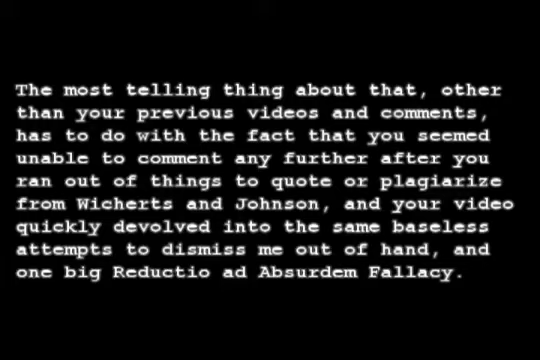 The most telling thing about that, other
than your previous videos and comments,
has to do with the fact that you seemed
unable to comment any further after you
ran out of things to quote or plagiarize
from Wicherts and Johnson, and your video
quickly devolved into the same baseless
attempts to dismiss me out of hand, and
one big Reductio ad Absurdem Fallacy.